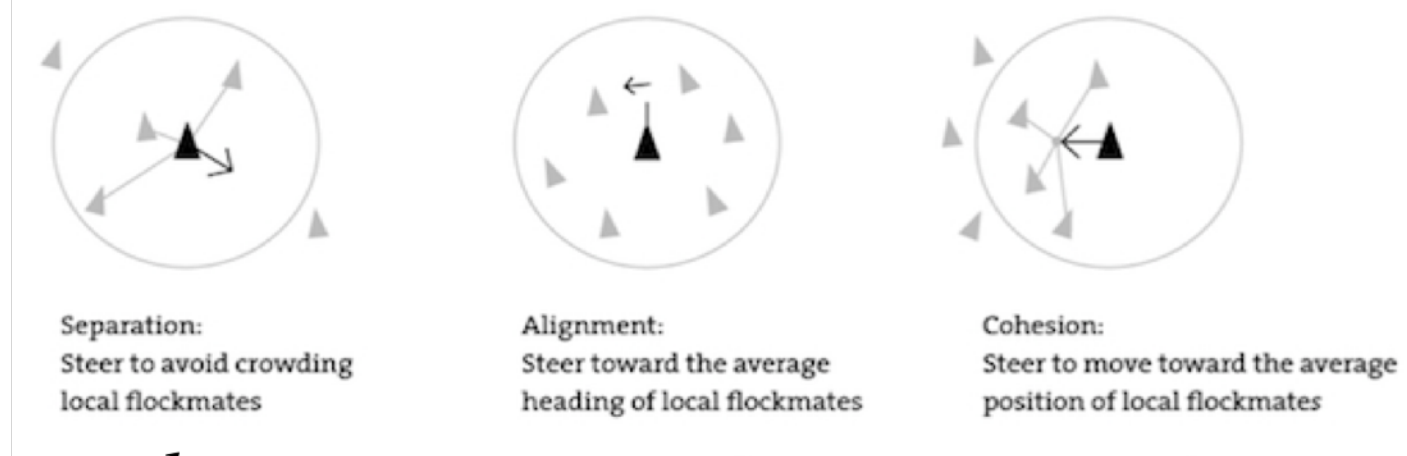 Separation:
Steer to avoid crowding
local flockmates
Alignment:
Steer toward the average
heading of local flockmates
Cohesion:
Steer to move toward the average
position of local flockmates